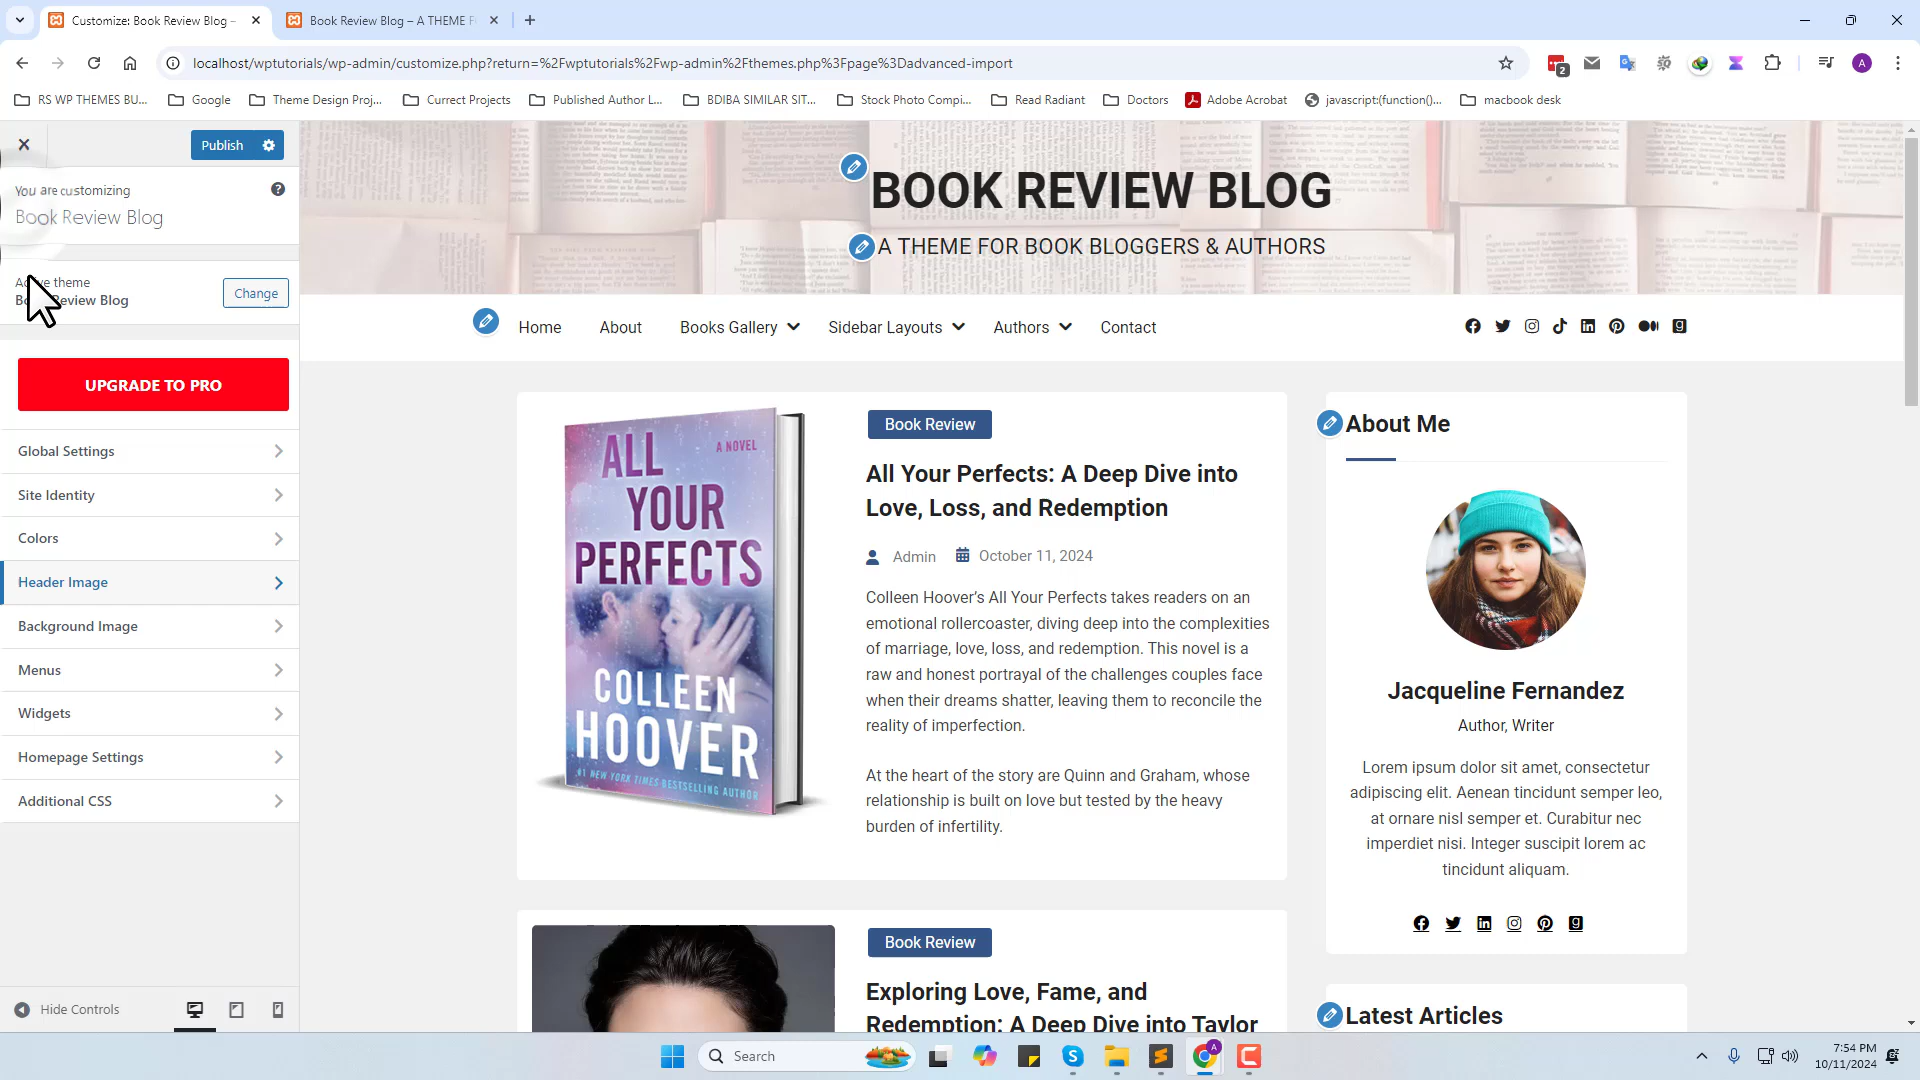 Customize: Book Review Blog –
Book Review Blog – A THEME F
localhost/wptutorials/wp-admin/customize.php?return=%2Fwptutorials%2Fwp-admin%2Fthemes.php%3Fpage%3Dadvanced-import
2
A
RS WP THEMES BU...
Google
Theme Design Proj...
Currect Projects
Published Author L...
BDIBA SIMILAR SIT...
Stock Photo Compi...
Read Radiant
Doctors
Adobe Acrobat
javascript:(function()...
macbook desk
Publish
You are customizing
Book Review Blog
theme
Review Blog
Change
UPGRADE TO PRO
Global Settings
Site Identity
Colors
Header Image
Background Image
Menus
Widgets
Homepage Settings
Additional CSS
Hide Controls
BOOK REVIEW BLOG
A THEME FOR BOOK BLOGGERS & AUTHORS
Home
About
Books Gallery
Sidebar Layouts
Authors
Contact
ALL
A NOVEL
YOUR
PERFECTS
COLLEEN
HOOVER
#1 NEW YORK TIMES BESTSELLING AUTHOR
Book Review
All Your Perfects: A Deep Dive into
Love, Loss, and Redemption
Admin
October 11, 2024
Colleen Hoover's All Your Perfects takes readers on an
emotional rollercoaster, diving deep into the complexities
of marriage, love, loss, and redemption. This novel is a
raw and honest portrayal of the challenges couples face
when their dreams shatter, leaving them to reconcile the
reality of imperfection.
At the heart of the story are Quinn and Graham, whose
relationship is built on love but tested by the heavy
burden of infertility.
Book Review
Exploring Love, Fame, and
Redemption: A Deep Dive into Taylor
About Me
Jacqueline Fernandez
Author, Writer
Lorem ipsum dolor sit amet, consectetur
adipiscing elit. Aenean tincidunt semper leo,
at ornare nisl semper et. Curabitur nec
imperdiet nisi. Integer suscipit lorem ac
tincidunt aliquam.
Latest Articles
Search
A
7:54 PM
10/11/2024